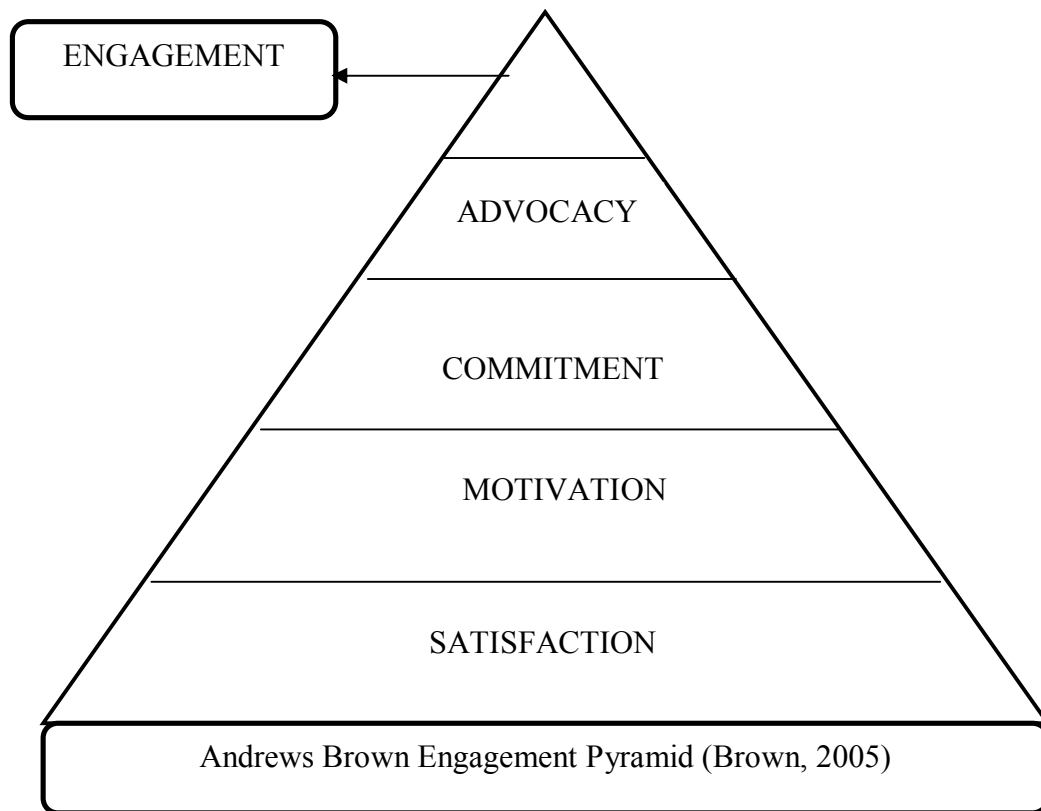 ENGAGEMENT
ADVOCACY
COMMITMENT
MOTIVATION
SATISFACTION
Andrews Brown Engagement Pyramid (Brown, 2005)